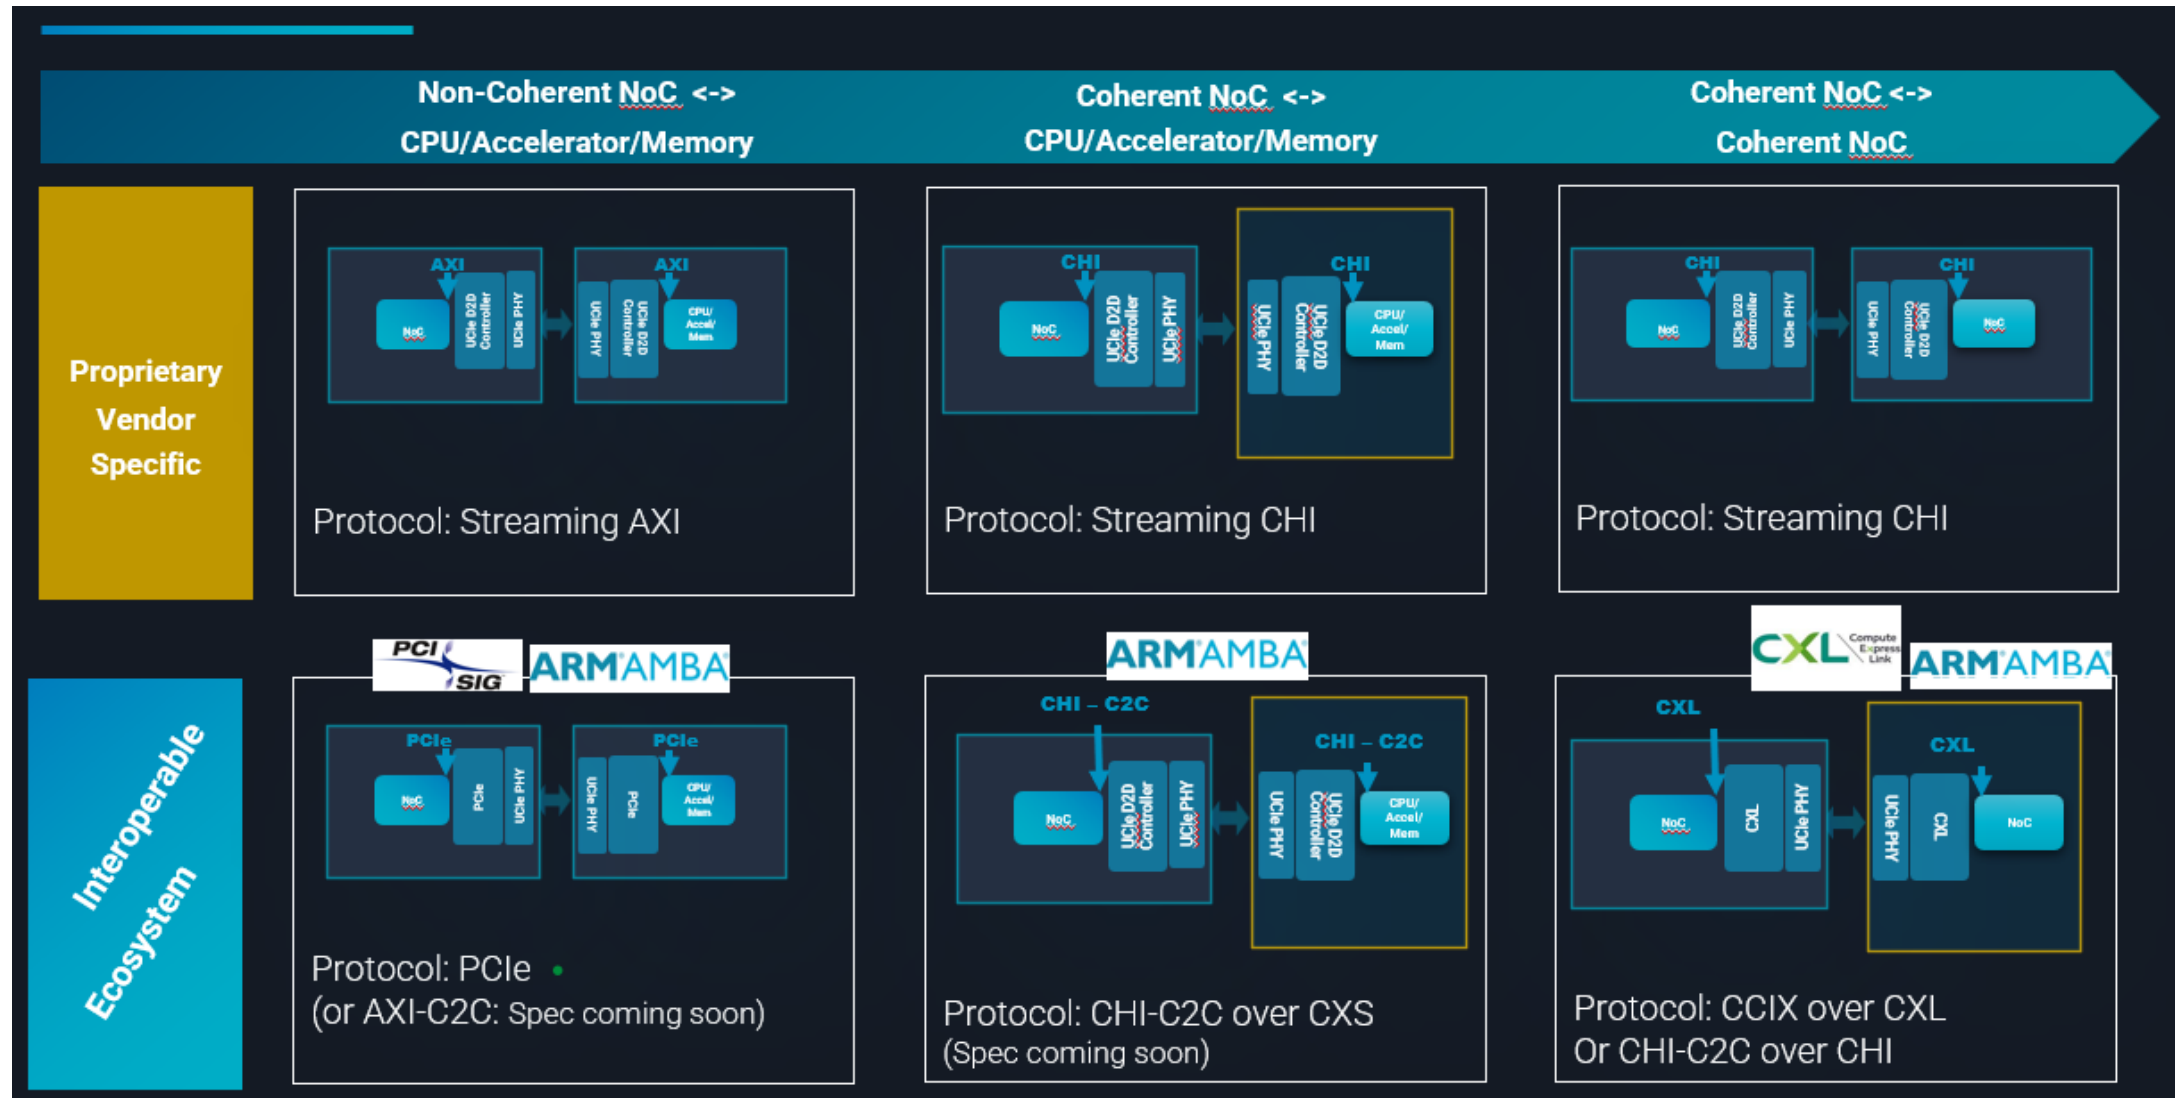 Non-Coherent NoC <->
CPU/Accelerator/Memory
Coherent NoC <->
CPU/Accelerator/Memory
Coherent NoC <->
Coherent NoC
Proprietary
Vendor
Specific
AXI
NoC
UCIe D2D
Controller
UCIe PHY
AXI
UCIe PHY
UCIe D2D
Controller
CPU/
Accel/
Mem
Protocol: Streaming AXI
CHI
NoC
UCIe D2D
Controller
UCIe PHY
CHI
UCIe PHY
UCIe D2D
Controller
CPU/
Accel/
Mem
Protocol: Streaming CHI
CHI
NoC
UCIe D2D
Controller
UCIe PHY
CHI
UCIe PHY
UCIe D2D
Controller
NoC
Protocol: Streaming CHI
Interoperable
Ecosystem
PCI
SIG
ARM AMBA
PCIe
NoC
PCIe
UCIe PHY
PCIe
UCIe PHY
PCIe
CPU/
Accel/
Mem
Protocol: PCIe
(or AXI-C2C: Spec coming soon)
ARM AMBA
CHI – C2C
NoC
UCIe D2D
Controller
UCIe PHY
CHI – C2C
UCIe PHY
UCIe D2D
Controller
CPU/
Accel/
Mem
Protocol: CHI-C2C over CXS
(Spec coming soon)
CXL
Compute
Express
Link
ARM AMBA
CXL
NoC
CXL
UCIe PHY
CXL
UCIe PHY
CXL
NoC
Protocol: CCIX over CXL
Or CHI-C2C over CHI